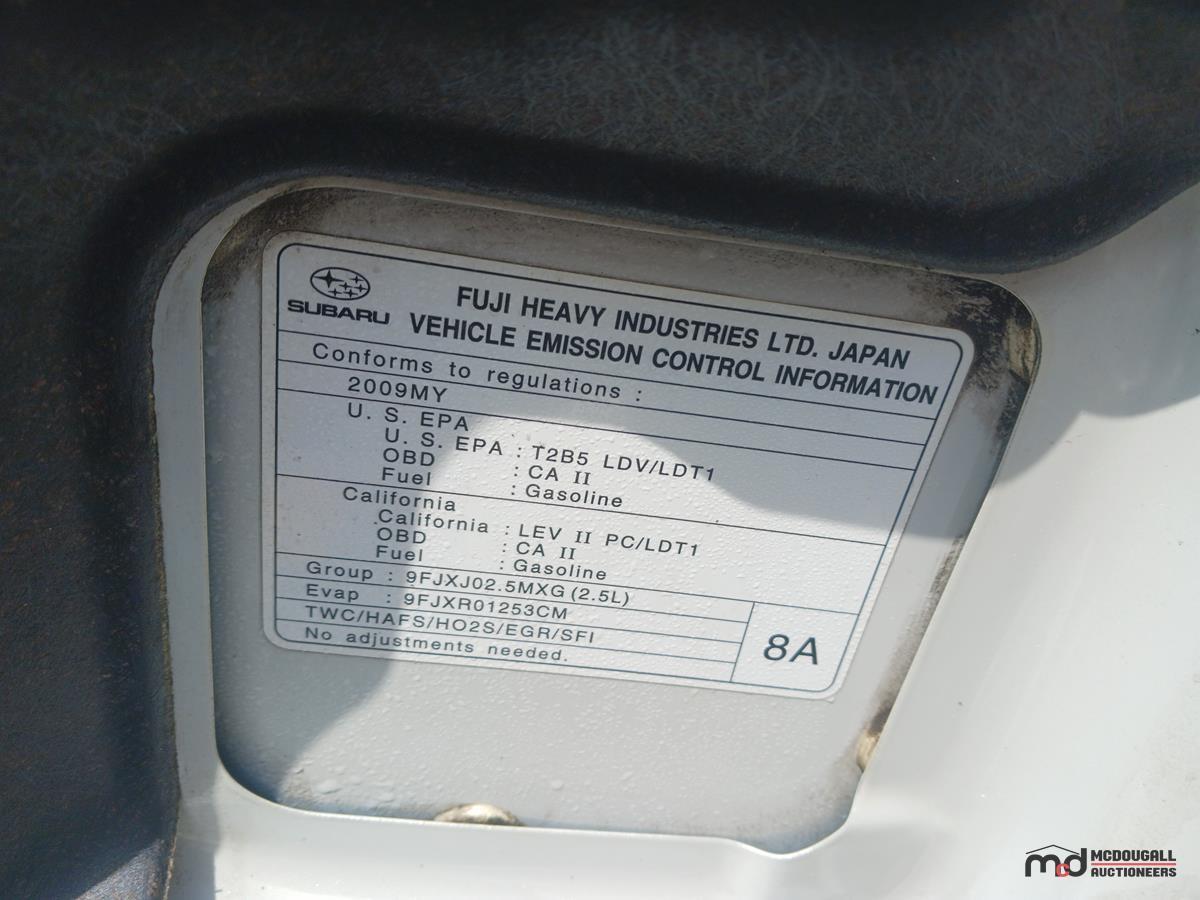 SUBARU
FUJI HEAVY INDUSTRIES LTD. JAPAN
VEHICLE EMISSION CONTROL INFORMATION
Conforms to regulations :
2009MY
U. S. EPA
U. S. EPA : T2B5 LDV/LDT1
OBD : CA II
Fuel : Gasoline
California
California : LEV II PC/LDT1
OBD : CA II
Fuel : Gasoline
Group : 9FJXJ02.5MXG (2.5L)
Evap : 9FJXR01253CM
TWC/HAFS/HO2S/EGR/SFI
No adjustments needed.
8A
md MCDOUGALL
AUCTIONEERS